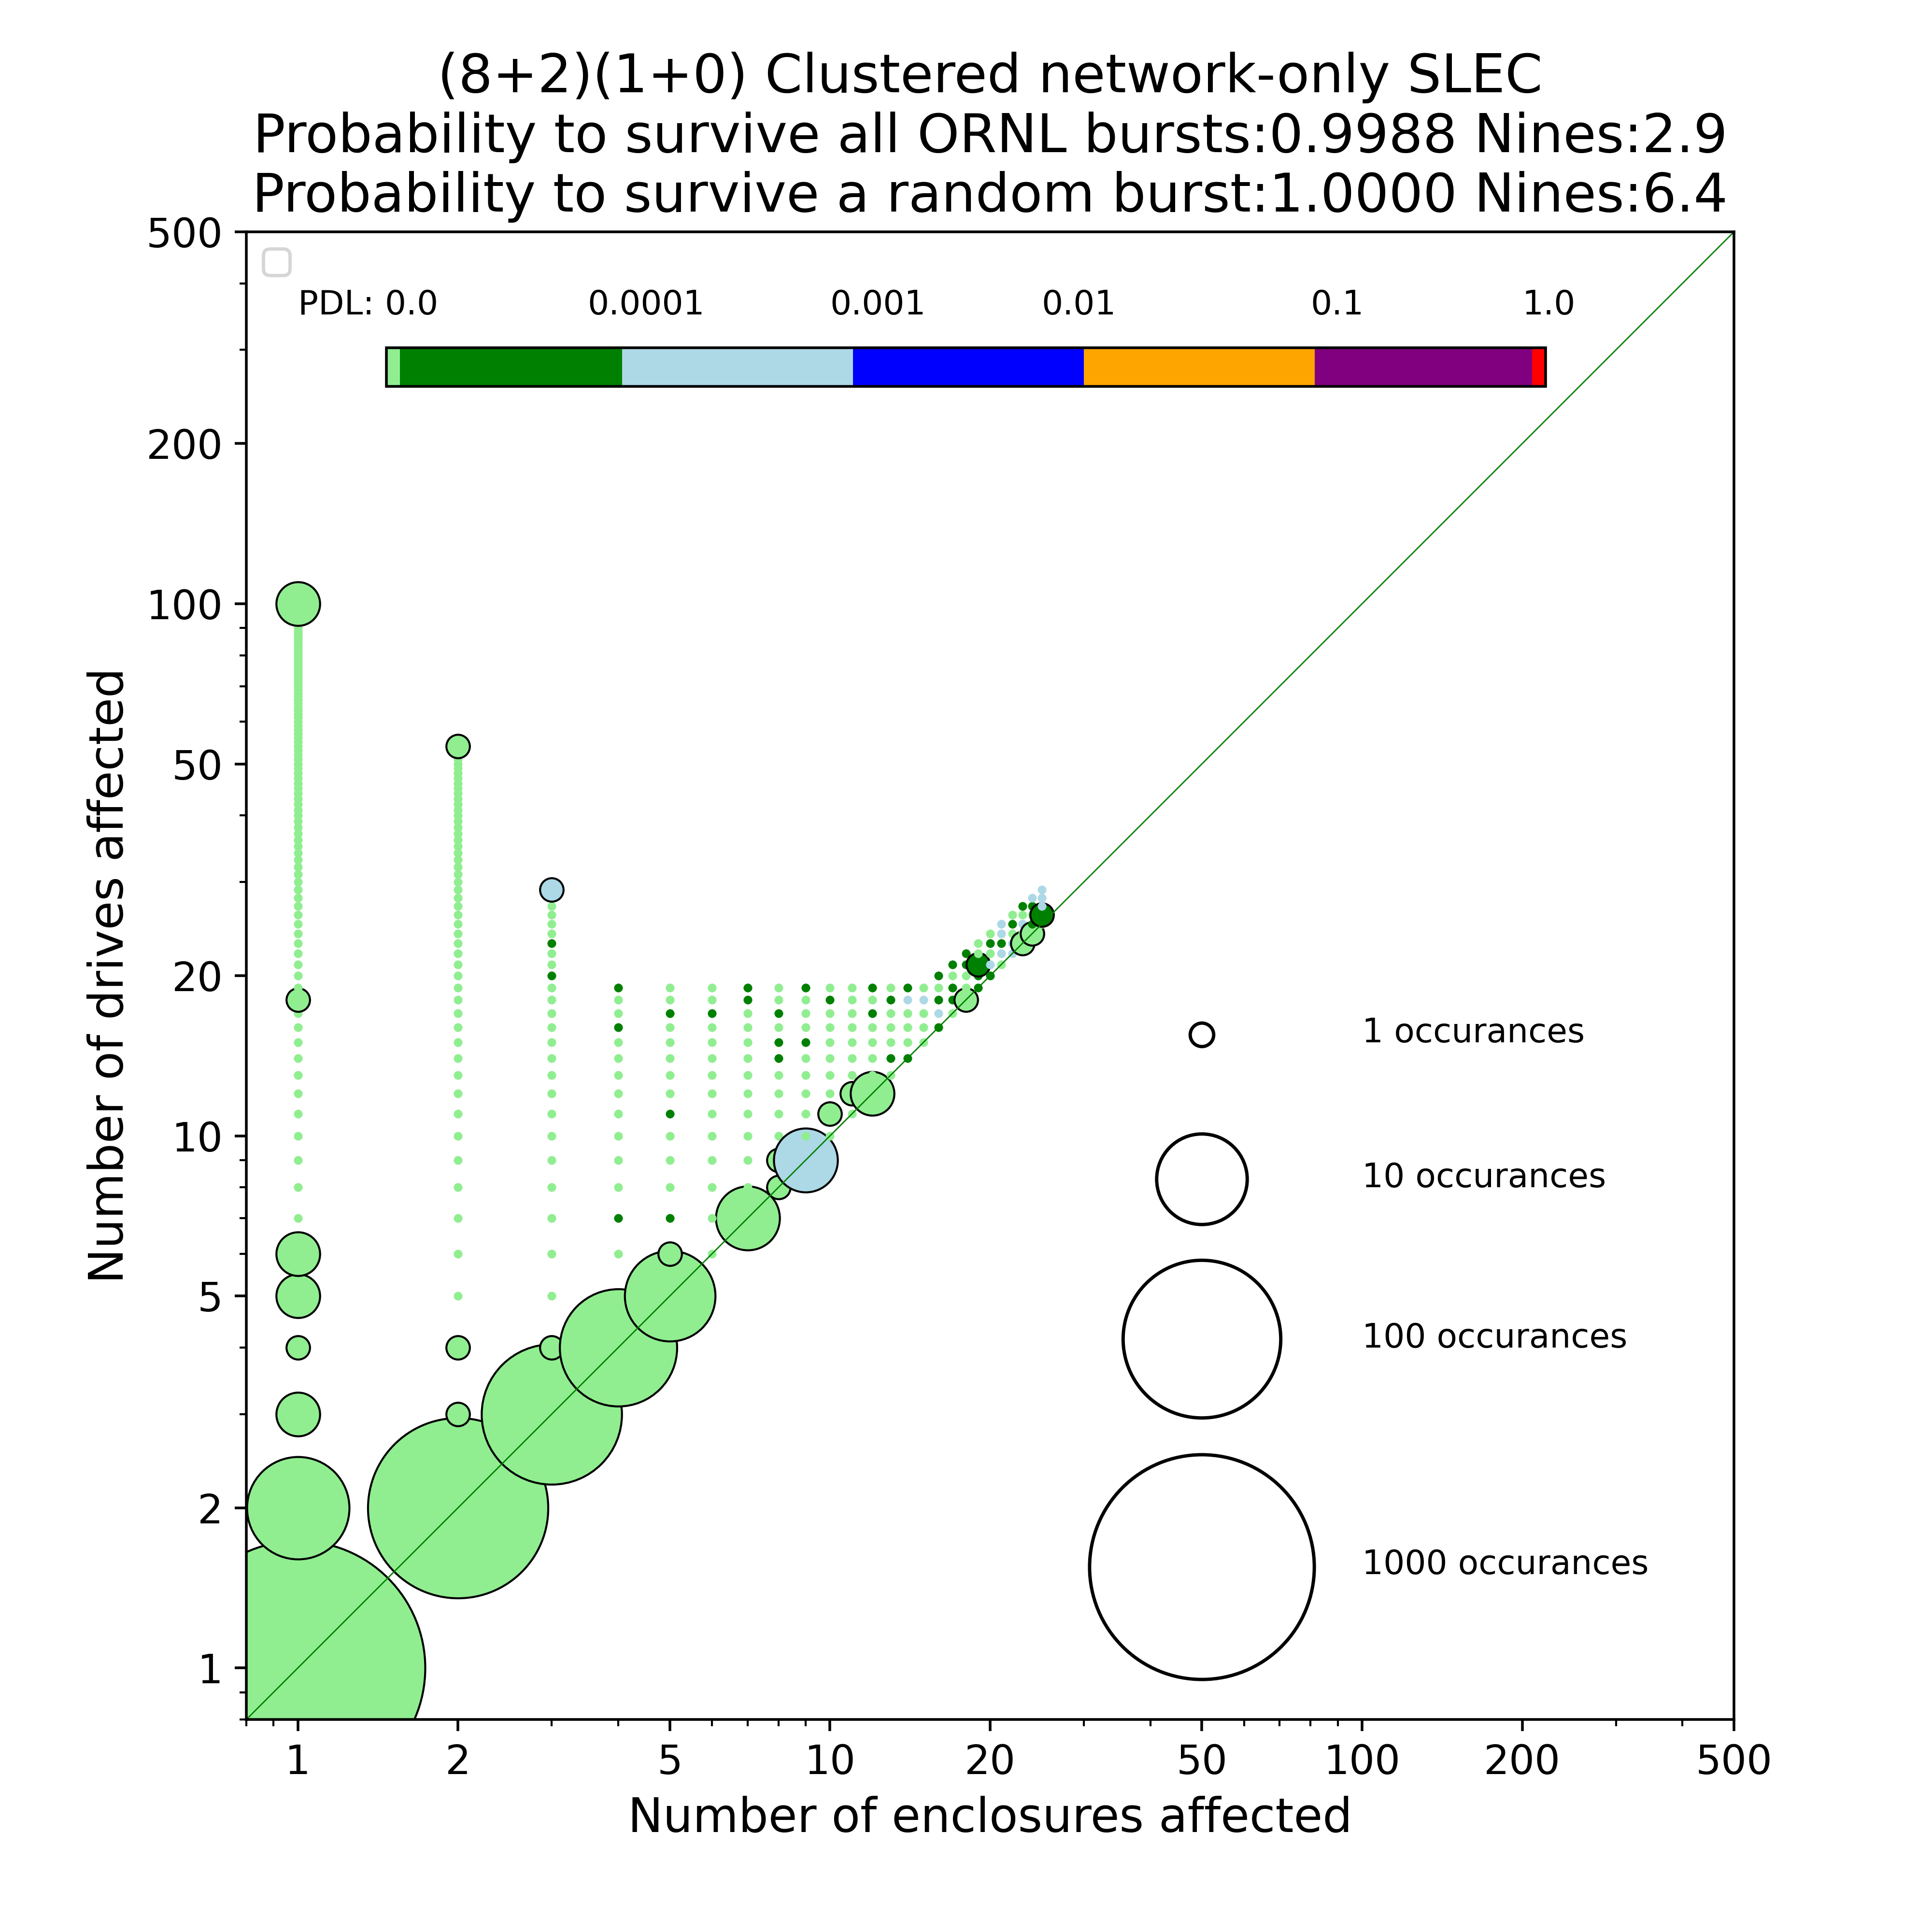 (8+2)(1+0) Clustered network-only SLEC
Probability to survive all ORNL bursts:0.9988 Nines:2.9
Probability to survive a random burst:1.0000 Nines:6.4
500
200
100
50
20
10
5
2
1
Number of drives affected
PDL: 0.0 0.0001 0.001 0.01 0.1 1.0
1 occurances
10 occurances
100 occurances
1000 occurances
1 2 5 10 20 50 100 200 500
Number of enclosures affected